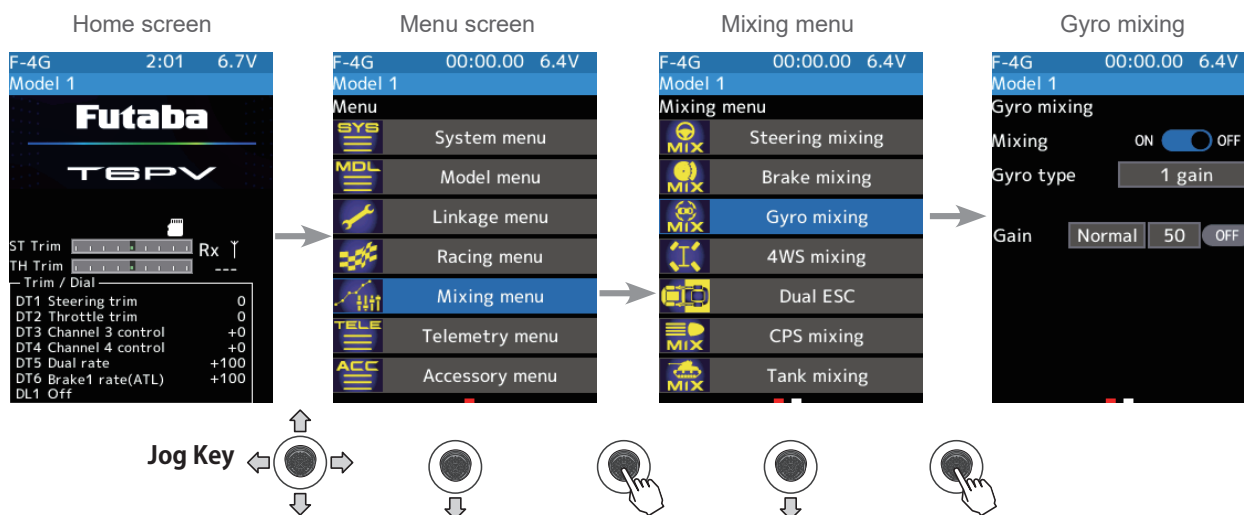 Home screen
Menu screen
Mixing menu
Gyro mixing
F-4G 2:01 6.7V
Model 1
Futaba
T6PV
ST Trim Rx
TH Trim ---
Trim / Dial
DT1 Steering trim 0
DT2 Throttle trim 0
DT3 Channel 3 control +0
DT4 Channel 4 control +0
DT5 Dual rate +100
DT6 Brake1 rate(ATL) +100
DL1 Off
F-4G 00:00.00 6.4V
Model 1
Menu
SYS System menu
MDL Model menu
Linkage menu
Racing menu
Mixing menu
TELE Telemetry menu
ACC Accessory menu
F-4G 00:00.00 6.4V
Model 1
Mixing menu
MIX Steering mixing
MIX Brake mixing
MIX Gyro mixing
4WS mixing
Dual ESC
MIX CPS mixing
MIX Tank mixing
F-4G 00:00.00 6.4V
Model 1
Gyro mixing
Mixing ON OFF
Gyro type 1 gain
Gain Normal 50 OFF
Jog Key